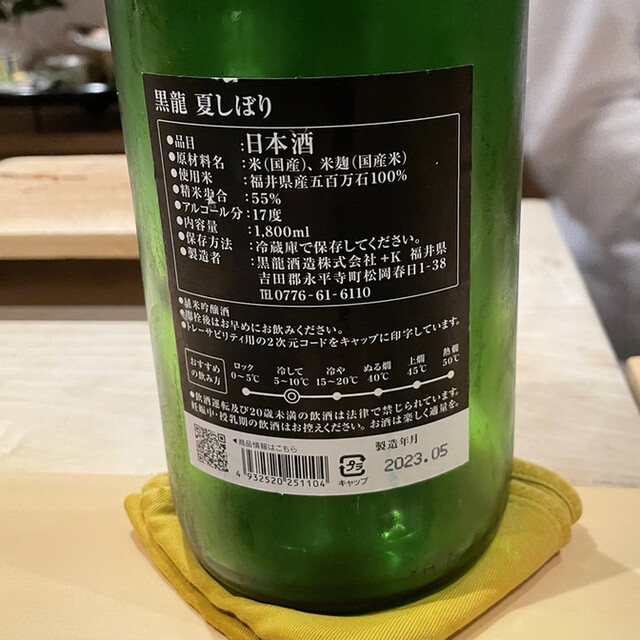 黒龍 夏しぼり
●品目 :日本酒
●原材料名 :米(国産)、米麹(国産米)
●使用米 :福井県産五百万石100%
●精米歩合 :55%
●アルコール分:17度
●内容量 :1,800ml
●保存方法 :冷蔵庫で保存してください。
●製造者 :黒龍酒造株式会社+K 福井県
吉田郡永平寺町松岡春日1-38
TEL0776-61-6110
●純米吟醸酒
●開栓後はお早めにお飲みください。
●トレーサビリティ用の2次元コードをキャップに印字しています。
おすすめの飲み方
ロック 冷して 冷や ぬる燗 上燗 熱燗
0〜5℃ 5〜10℃ 15〜20℃ 40℃ 45℃ 50℃
●飲酒運転及び20歳未満の飲酒は法律で禁じられています。
妊娠中・授乳期の飲酒はお控えください。お酒は楽しく適量を。
◀商品情報はこちら
4 932520 251104
プラ
キャップ
製造年月
2023.05